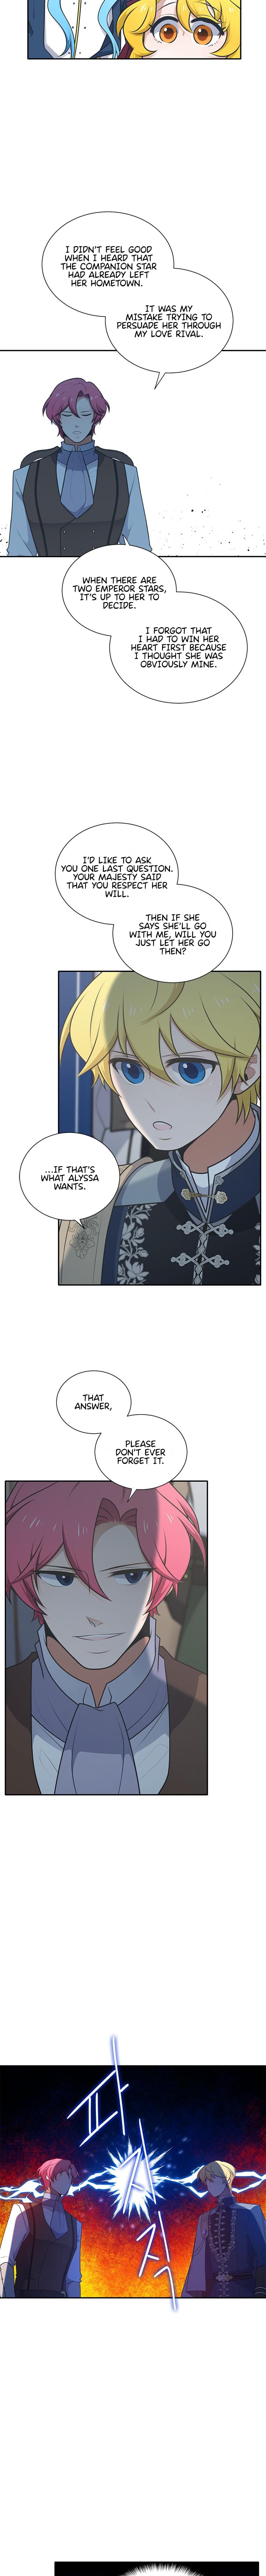 I DIDN'T FEEL GOOD
WHEN I HEARD THAT
THE COMPANION STAR
HAD ALREADY LEFT
HER HOMETOWN.
IT WAS MY
MISTAKE TRYING TO
PERSUADE HER THROUGH
MY LOVE RIVAL.
WHEN THERE ARE
TWO EMPEROR STARS,
IT'S UP TO HER TO
DECIDE.
I FORGOT THAT
I HAD TO WIN HER
HEART FIRST BECAUSE
I THOUGHT SHE WAS
OBVIOUSLY MINE.
I'D LIKE TO ASK
YOU ONE LAST QUESTION.
YOUR MAJESTY SAID
THAT YOU RESPECT HER
WILL.
THEN IF SHE
SAYS SHE'LL GO
WITH ME, WILL YOU
JUST LET HER GO
THEN?
...IF THAT'S
WHAT ALYSSA
WANTS.
THAT
ANSWER,
PLEASE
DON'T EVER
FORGET IT.
파
지
직